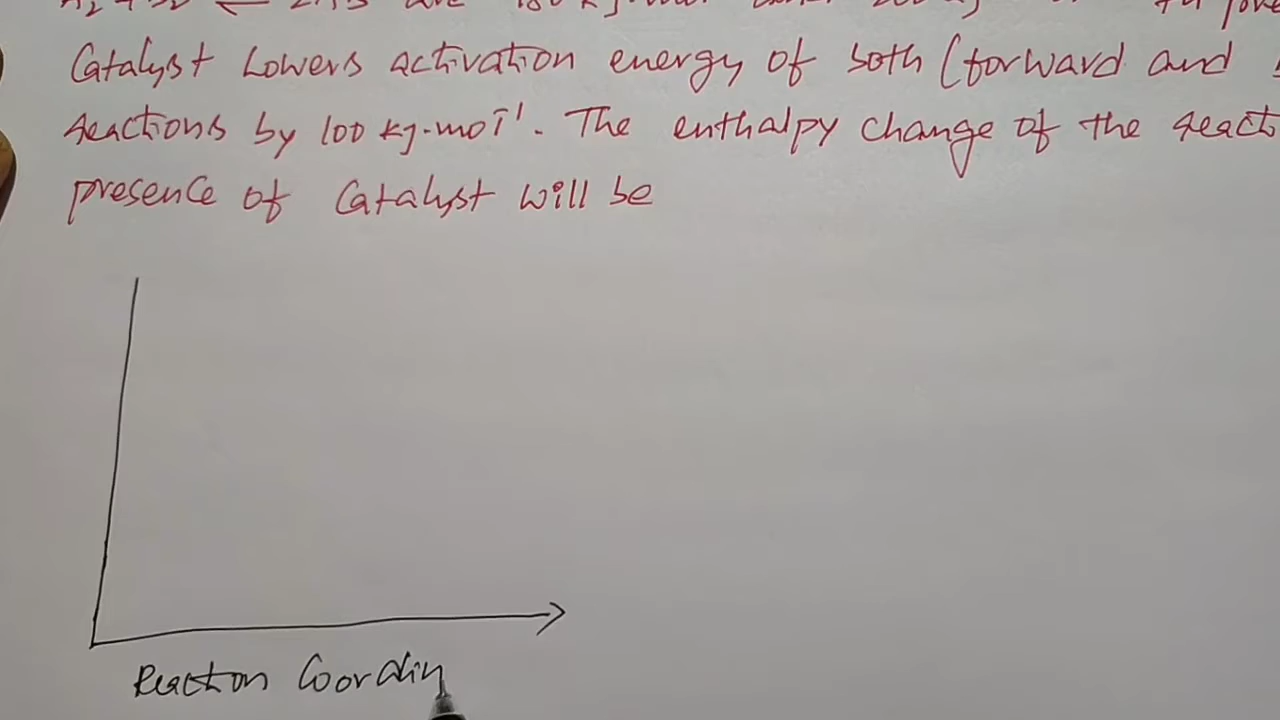 Catalyst Lowers activation energy of both (forward and
reactions by 100 kJ.mol⁻¹. The enthalpy change of the react
presence of Catalyst will be
Reaction Coordin